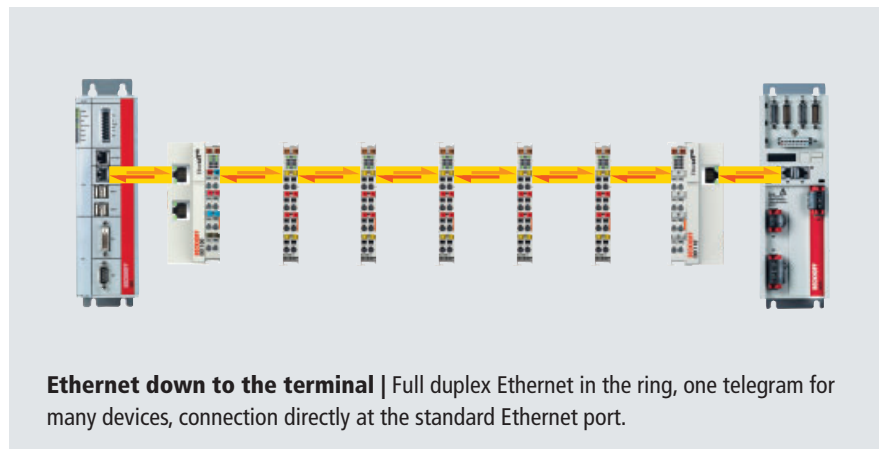 Ethernet down to the terminal | Full duplex Ethernet in the ring, one telegram for
many devices, connection directly at the standard Ethernet port.